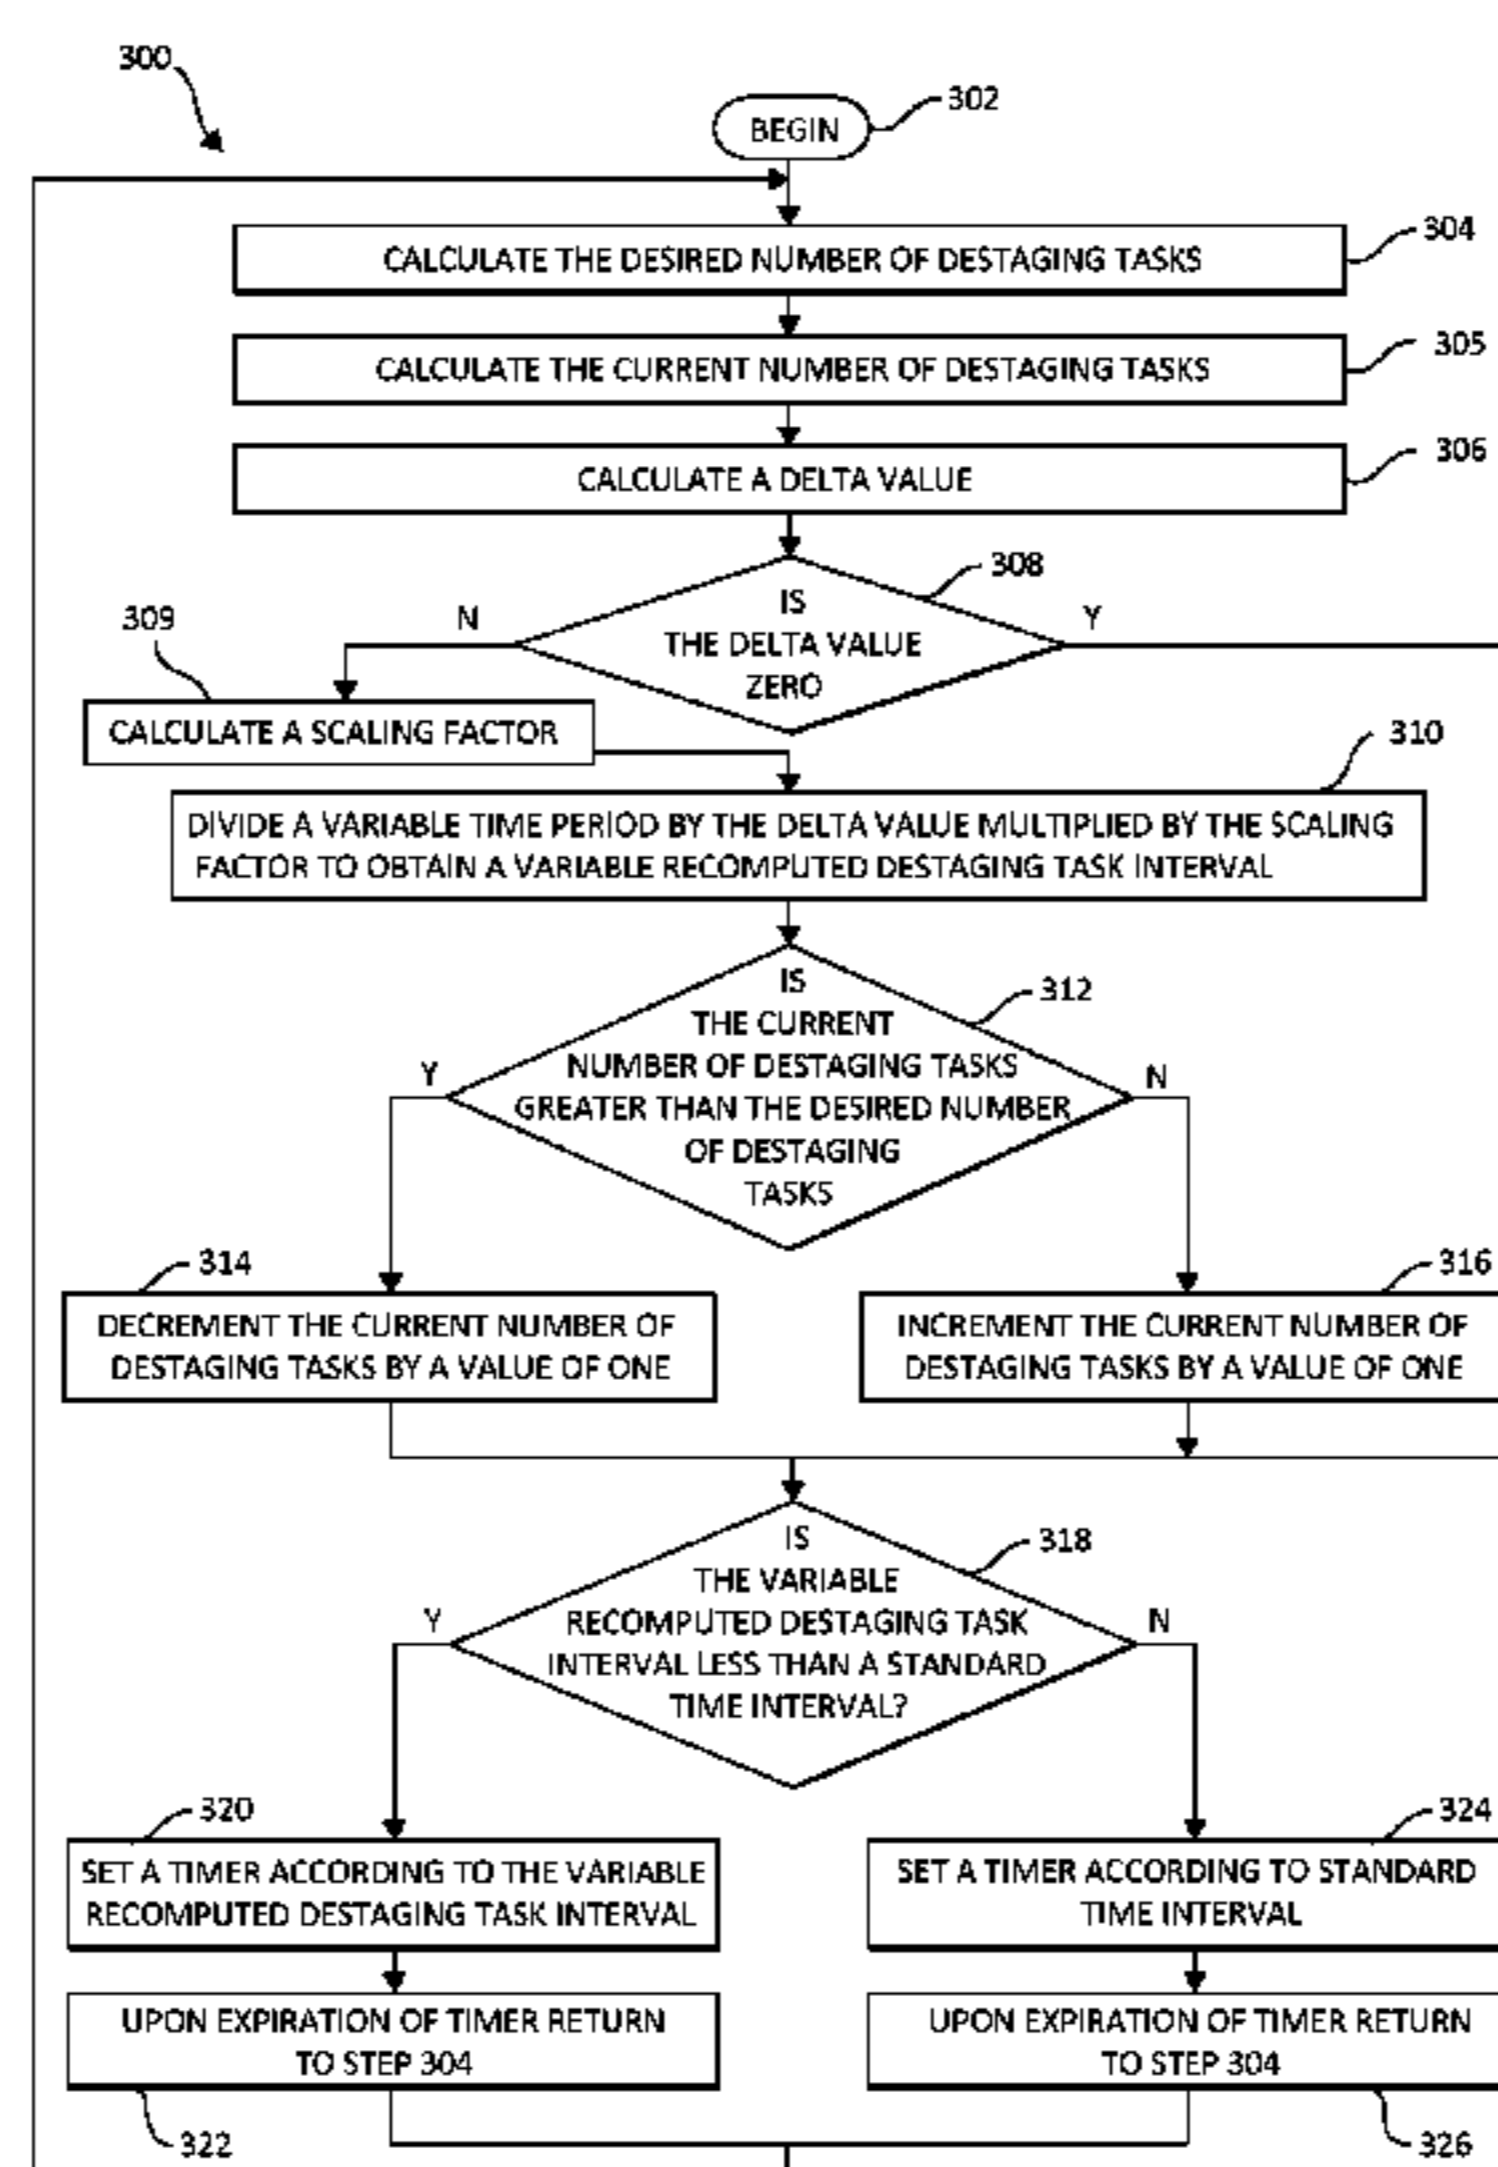 300
BEGIN
302
CALCULATE THE DESIRED NUMBER OF DESTAGING TASKS
304
CALCULATE THE CURRENT NUMBER OF DESTAGING TASKS
305
CALCULATE A DELTA VALUE
306
308
IS
THE DELTA VALUE
ZERO
N
Y
309
CALCULATE A SCALING FACTOR
310
DIVIDE A VARIABLE TIME PERIOD BY THE DELTA VALUE MULTIPLIED BY THE SCALING
FACTOR TO OBTAIN A VARIABLE RECOMPUTED DESTAGING TASK INTERVAL
312
IS
THE CURRENT
NUMBER OF DESTAGING TASKS
GREATER THAN THE DESIRED NUMBER
OF DESTAGING
TASKS
Y
N
314
DECREMENT THE CURRENT NUMBER OF
DESTAGING TASKS BY A VALUE OF ONE
316
INCREMENT THE CURRENT NUMBER OF
DESTAGING TASKS BY A VALUE OF ONE
318
IS
THE VARIABLE
RECOMPUTED DESTAGING TASK
INTERVAL LESS THAN A STANDARD
TIME INTERVAL?
Y
N
320
SET A TIMER ACCORDING TO THE VARIABLE
RECOMPUTED DESTAGING TASK INTERVAL
324
SET A TIMER ACCORDING TO STANDARD
TIME INTERVAL
UPON EXPIRATION OF TIMER RETURN
TO STEP 304
322
UPON EXPIRATION OF TIMER RETURN
TO STEP 304
326